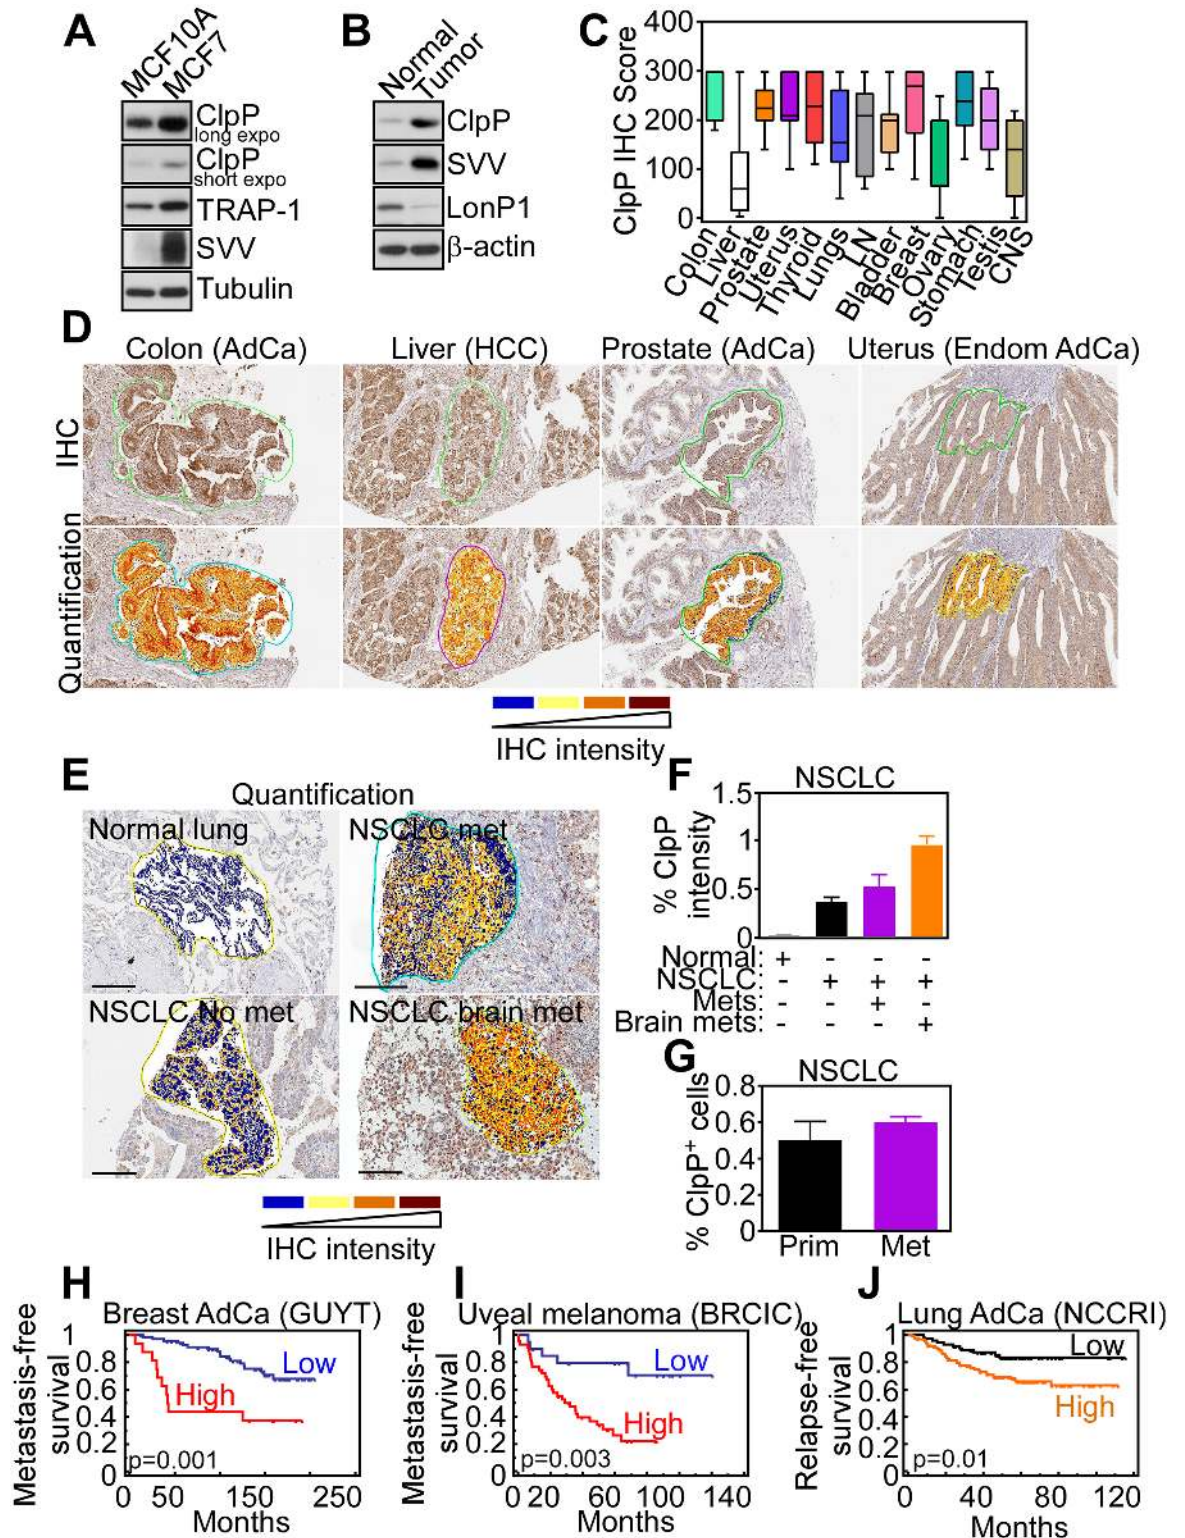 A
MCF10A
MCF7
ClpP
long expo
ClpP
short expo
TRAP-1
SVV
Tubulin
B
Normal
Tumor
ClpP
SVV
LonP1
β-actin
C
ClpP IHC Score
400
300
200
100
0
Colon
Liver
Prostate
Uterus
Thyroid
Lungs
LN
Bladder
Breast
Ovary
Stomach
Testis
CNS
D
Colon (AdCa)
Liver (HCC)
Prostate (AdCa)
Uterus (Endom AdCa)
IHC
Quantification
IHC intensity
E
Quantification
Normal lung
NSCLC met
NSCLC No met
NSCLC brain met
IHC intensity
F
NSCLC
% ClpP
intensity
1.5
1
0.5
0
Normal: + - - -
NSCLC: - + + +
Mets: - - + -
Brain mets: - - - +
G
NSCLC
% ClpP+ cells
0.8
0.6
0.4
0.2
0
Prim
Met
H
Breast AdCa (GUYT)
Metastasis-free
survival
1
0.8
0.6
0.4
0.2
0
Low
High
p=0.001
0 50 150 250
Months
I
Uveal melanoma (BRCIC)
Metastasis-free
survival
1
0.8
0.6
0.4
0.2
0
Low
High
p=0.003
0 20 60 100 140
Months
J
Lung AdCa (NCCRI)
Relapse-free
survival
1
0.8
0.6
0.4
0.2
0
Low
High
p=0.01
0 40 80 120
Months